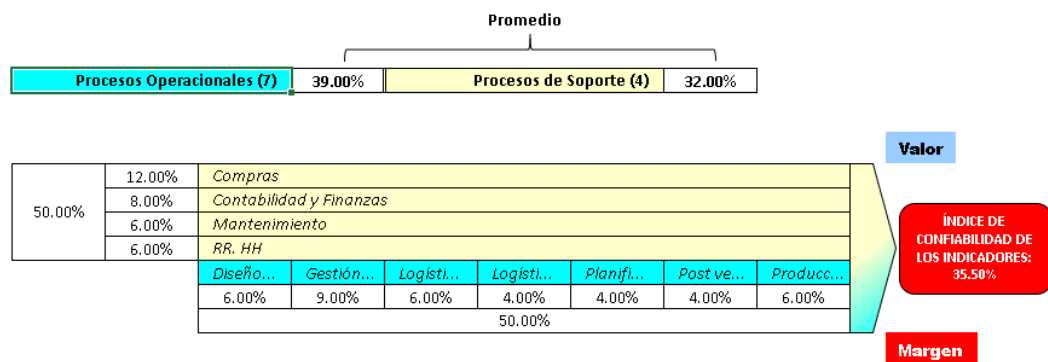 Promedio
Procesos Operacionales (7) 39.00% Procesos de Soporte (4) 32.00%
Valor
50.00%
12.00% Compras
8.00% Contabilidad y Finanzas
6.00% Mantenimiento
6.00% RR. HH
ÍNDICE DE
CONFIABILIDAD DE
LOS INDICADORES:
35.50%
Diseño... Gestión... Logísti... Logísti... Planifi... Post ve... Producc...
6.00% 9.00% 6.00% 4.00% 4.00% 4.00% 6.00%
50.00%
Margen